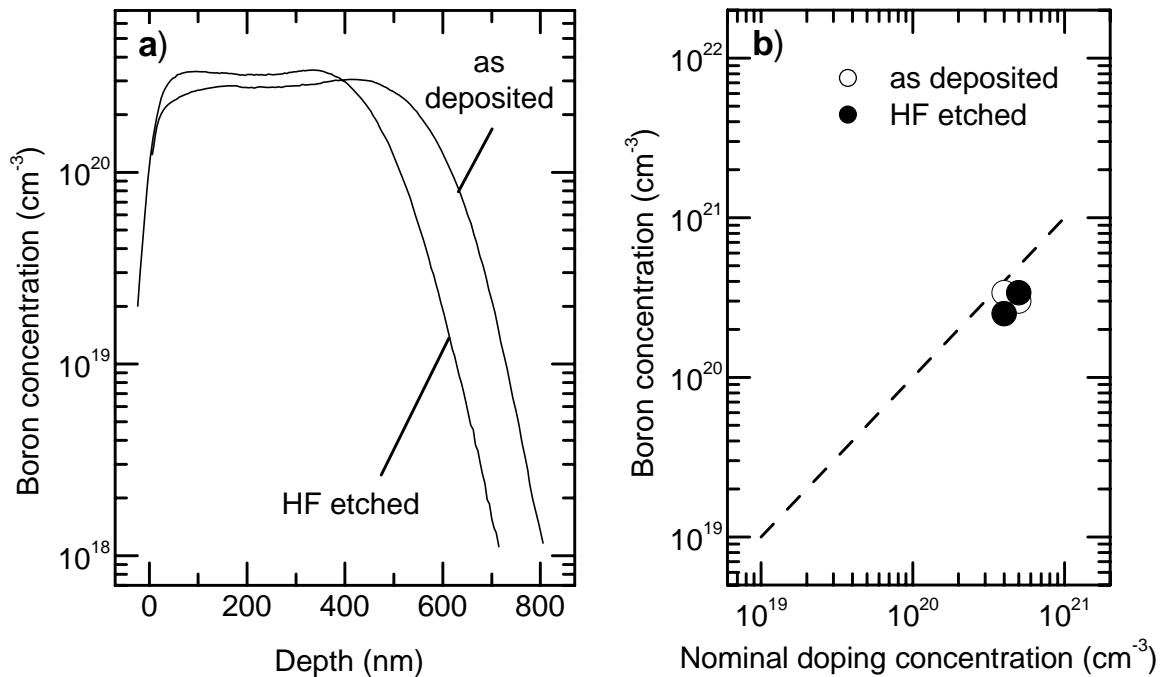 a)
as
deposited
HF etched
10^20
10^19
10^18
Boron concentration (cm^-3)
0 200 400 600 800
Depth (nm)
b)
as deposited
HF etched
10^22
10^21
10^20
10^19
Boron concentration (cm^-3)
10^19 10^20 10^21
Nominal doping concentration (cm^-3)